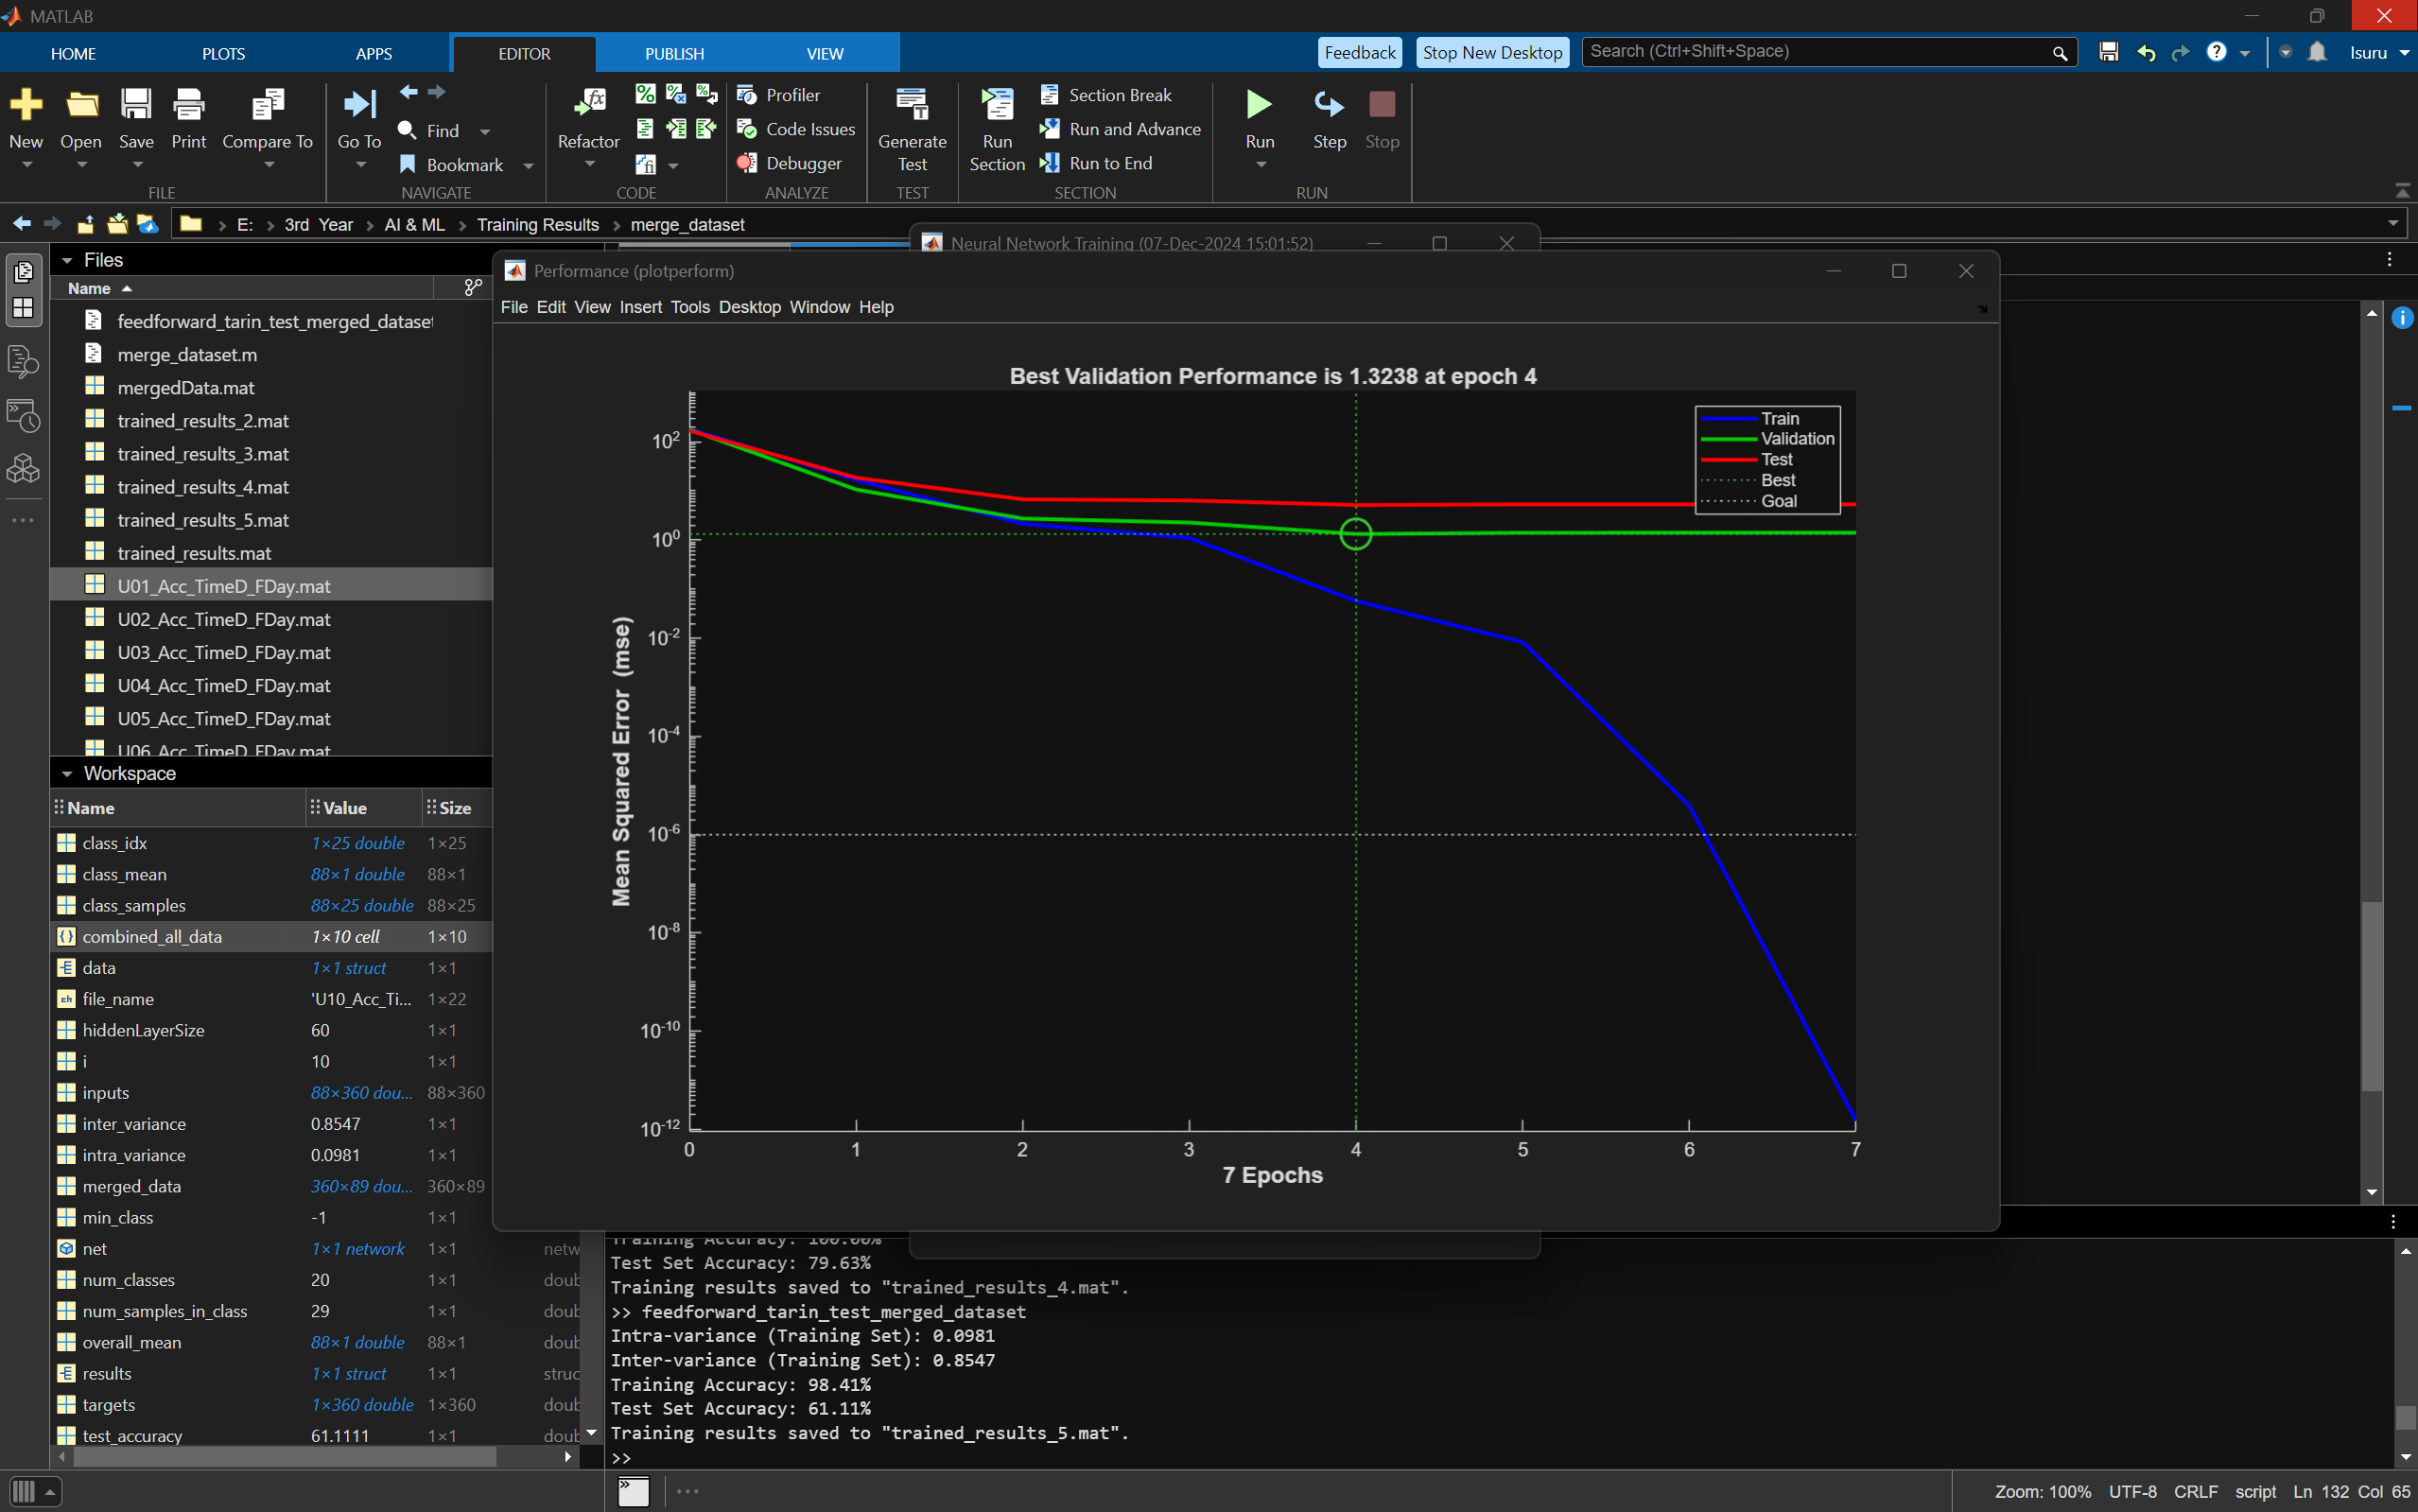 MATLAB
HOME PLOTS APPS EDITOR PUBLISH VIEW Feedback Stop New Desktop Search (Ctrl+Shift+Space) Isuru
New Open Save Print Compare To Go To Find Bookmark Refactor Profiler Code Issues Debugger Generate Test Run Section Section Break Run and Advance Run to End Run Step Stop
FILE NAVIGATE CODE ANALYZE TEST SECTION RUN
E: 3rd Year AI & ML Training Results merge_dataset
Neural Network Training (07-Dec-2024 15:01:52)
Files
Name
feedforward_tarin_test_merged_dataset
merge_dataset.m
mergedData.mat
trained_results_2.mat
trained_results_3.mat
trained_results_4.mat
trained_results_5.mat
trained_results.mat
U01_Acc_TimeD_FDay.mat
U02_Acc_TimeD_FDay.mat
U03_Acc_TimeD_FDay.mat
U04_Acc_TimeD_FDay.mat
U05_Acc_TimeD_FDay.mat
U06_Acc_TimeD_FDay.mat
Workspace
Name Value Size
class_idx 1×25 double 1×25
class_mean 88×1 double 88×1
class_samples 88×25 double 88×25
combined_all_data 1×10 cell 1×10
data 1×1 struct 1×1
file_name 'U10_Acc_Ti... 1×22
hiddenLayerSize 60 1×1
i 10 1×1
inputs 88×360 dou... 88×360
inter_variance 0.8547 1×1
intra_variance 0.0981 1×1
merged_data 360×89 dou... 360×89
min_class -1 1×1
net 1×1 network 1×1 netw
num_classes 20 1×1 doub
num_samples_in_class 29 1×1 doub
overall_mean 88×1 double 88×1 doub
results 1×1 struct 1×1 struc
targets 1×360 double 1×360 doub
test_accuracy 61.1111 1×1 doub
Performance (plotperform)
File Edit View Insert Tools Desktop Window Help
Best Validation Performance is 1.3238 at epoch 4
Train
Validation
Test
Best
Goal
Mean Squared Error (mse)
10²
10⁰
10⁻²
10⁻⁴
10⁻⁶
10⁻⁸
10⁻¹⁰
10⁻¹²
0 1 2 3 4 5 6 7
7 Epochs
Training Accuracy: 100.00%
Test Set Accuracy: 79.63%
Training results saved to "trained_results_4.mat".
>> feedforward_tarin_test_merged_dataset
Intra-variance (Training Set): 0.0981
Inter-variance (Training Set): 0.8547
Training Accuracy: 98.41%
Test Set Accuracy: 61.11%
Training results saved to "trained_results_5.mat".
>>
Zoom: 100% UTF-8 CRLF script Ln 132 Col 65